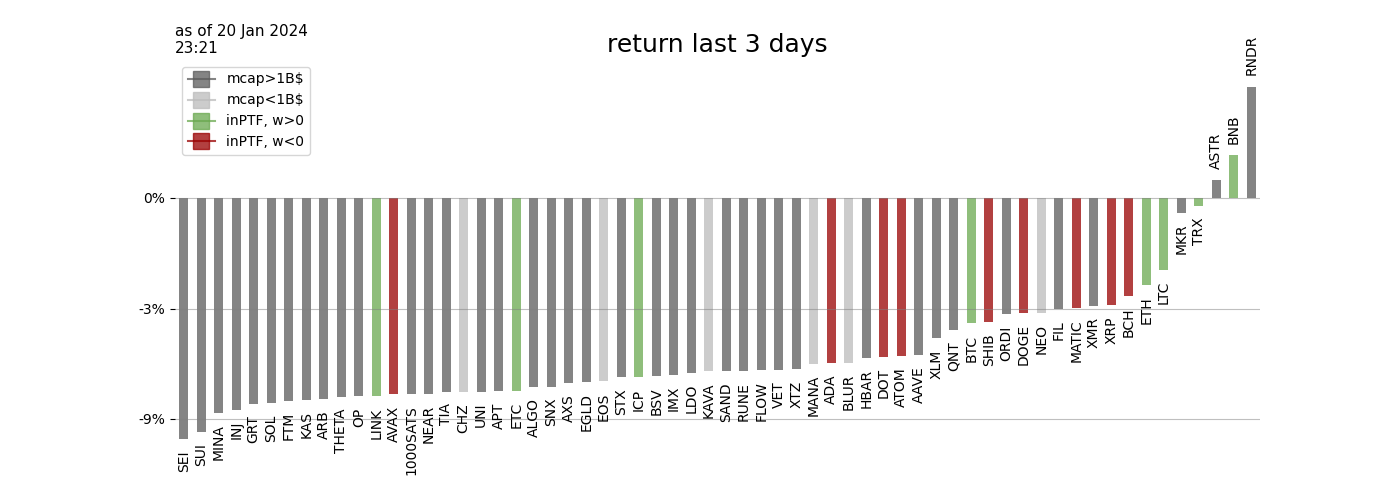 as of 20 Jan 2024
23:21
return last 3 days
mcap>1B$
mcap<1B$
inPTF, w>0
inPTF, w<0
0%
-3%
-9%
SEI
SUI
MINA
INJ
GRT
SOL
FTM
KAS
ARB
THETA
OP
LINK
AVAX
1000SATS
NEAR
TIA
CHZ
UNI
APT
ETC
ALGO
SNX
AXS
EGLD
EOS
STX
ICP
BSV
IMX
LDO
KAVA
SAND
RUNE
FLOW
VET
XTZ
MANA
ADA
BLUR
HBAR
DOT
ATOM
AAVE
XLM
QNT
BTC
SHIB
ORDI
DOGE
NEO
FIL
MATIC
XMR
XRP
BCH
ETH
LTC
MKR
TRX
ASTR
BNB
RNDR